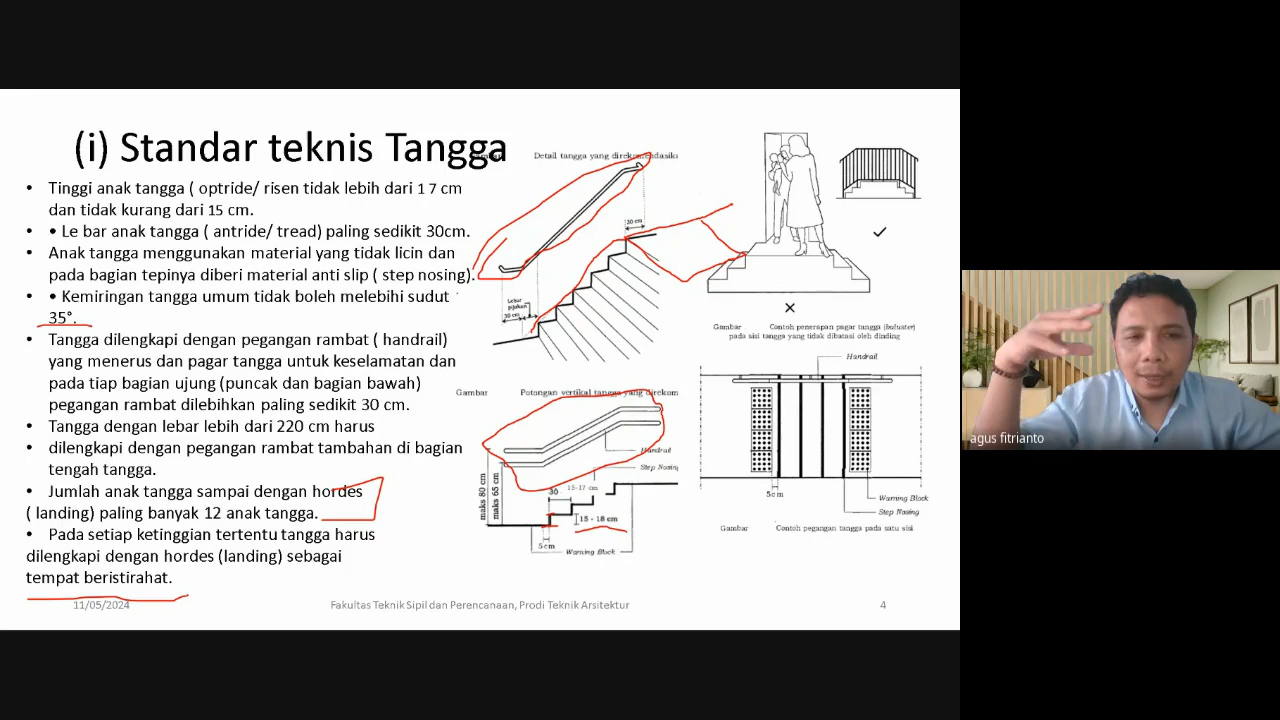 (i) Standar teknis Tangga
• Tinggi anak tangga ( optride/ risen tidak lebih dari 1 7 cm
dan tidak kurang dari 15 cm.
• • Le bar anak tangga ( antride/ tread) paling sedikit 30cm.
• Anak tangga menggunakan material yang tidak licin dan
pada bagian tepinya diberi material anti slip ( step nosing).
• • Kemiringan tangga umum tidak boleh melebihi sudut
35°.
• Tangga dilengkapi dengan pegangan rambat ( handrail)
yang menerus dan pagar tangga untuk keselamatan dan
pada tiap bagian ujung (puncak dan bagian bawah)
pegangan rambat dilebihkan paling sedikit 30 cm.
• Tangga dengan lebar lebih dari 220 cm harus
• dilengkapi dengan pegangan rambat tambahan di bagian
tengah tangga.
• Jumlah anak tangga sampai dengan hordes
( landing) paling banyak 12 anak tangga.
• Pada setiap ketinggian tertentu tangga harus
dilengkapi dengan hordes (landing) sebagai
tempat beristirahat.
Detail tangga yang direkomendasika
30 cm
Lebar
pijakan
30 cm
Gambar Potongan vertikal tangga yang direkom
Handrail
Step Nosing
maks 80 cm
maks 65 cm
30
15-17 cm
15 - 18 cm
5 cm
Warning Block
Gambar Contoh penerapan pagar tangga (baluster)
pada sisi tangga yang tidak dibatasi oleh dinding
Handrail
5 cm
Warning Block
Step Nosing
Gambar Contoh pegangan tangga pada satu sisi
11/05/2024
Fakultas Teknik Sipil dan Perencanaan, Prodi Teknik Arsitektur
4
agus fitrianto